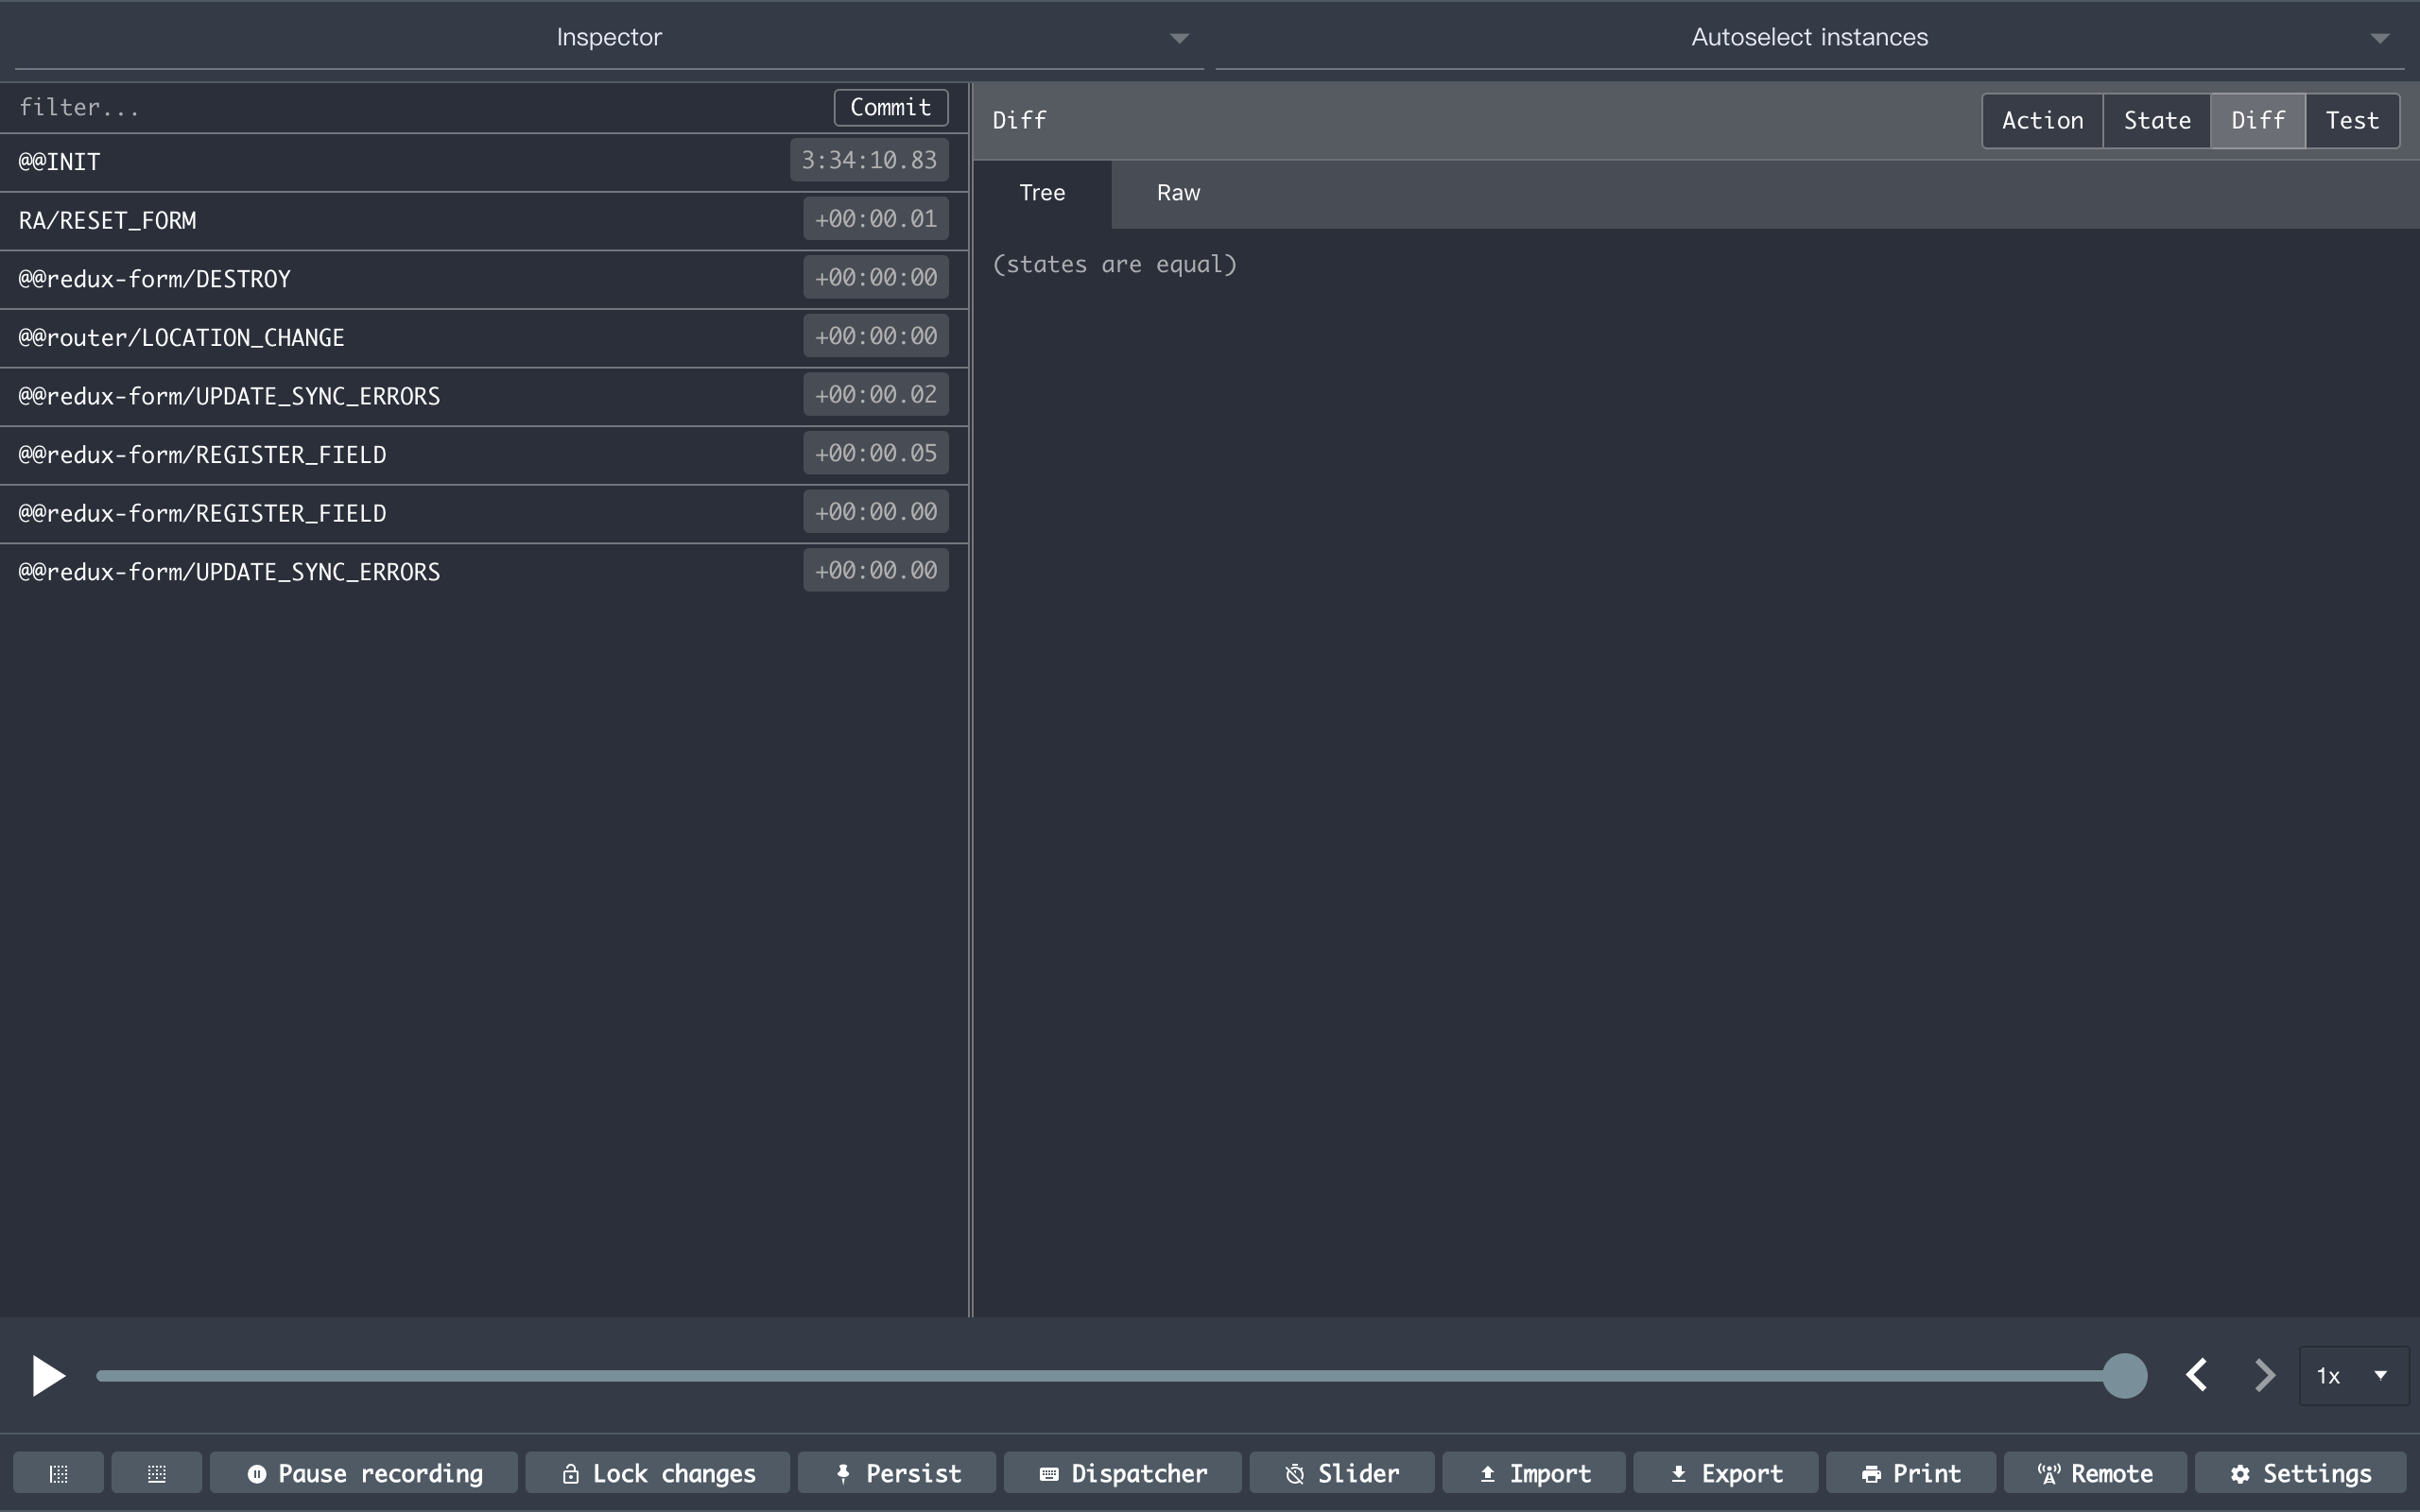 Inspector
Autoselect instances
filter...
Commit
@@INIT
3:34:10.83
RA/RESET_FORM
+00:00.01
@@redux-form/DESTROY
+00:00:00
@@router/LOCATION_CHANGE
+00:00:00
@@redux-form/UPDATE_SYNC_ERRORS
+00:00.02
@@redux-form/REGISTER_FIELD
+00:00.05
@@redux-form/REGISTER_FIELD
+00:00.00
@@redux-form/UPDATE_SYNC_ERRORS
+00:00.00
Diff
Action
State
Diff
Test
Tree
Raw
(states are equal)
1x
Pause recording
Lock changes
Persist
Dispatcher
Slider
Import
Export
Print
Remote
Settings